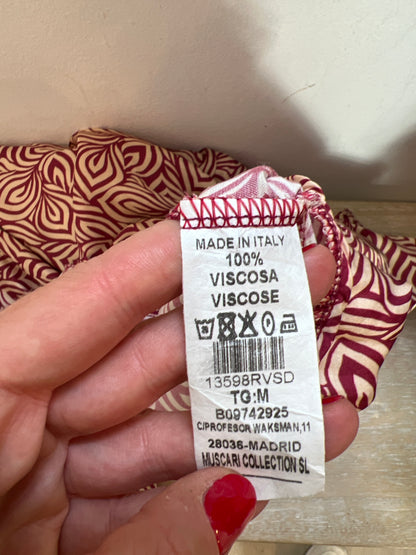 MADE IN ITALY
100%
VISCOSA
VISCOSE
13598RVSD
TG:M
B09742925
C/PROFESOR WAKSMAN,11
28036-MADRID
MUSCARI COLLECTION SL